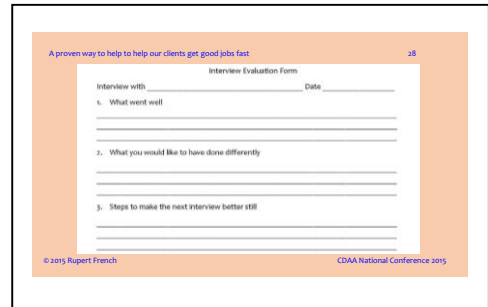 A proven way to help to help our clients get good jobs fast 28
Interview Evaluation Form
Interview with ______________ Date ______________
1. What went well
2. What you would like to have done differently
3. Steps to make the next interview better still
© 2015 Rupert French CDAA National Conference 2015